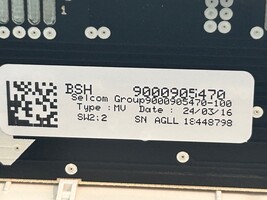 BSH 9000905470
Selcom Group9000905470-100
Type :MV Date : 24/03/16
SW2:2 SN AGLL 18448798